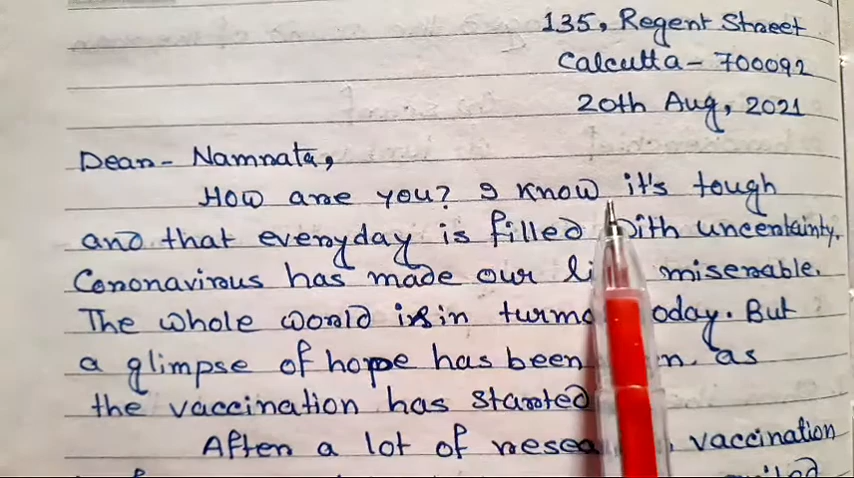 135, Regent Street
Calcutta - 700092
20th Aug, 2021
Dear - Namrata,
How are you? I know it's tough
and that everyday is filled with uncertainty.
Coronavirus has made our miserable.
The whole world is in today. But
a glimpse of hope has been as
the vaccination has started
After a lot of vaccination